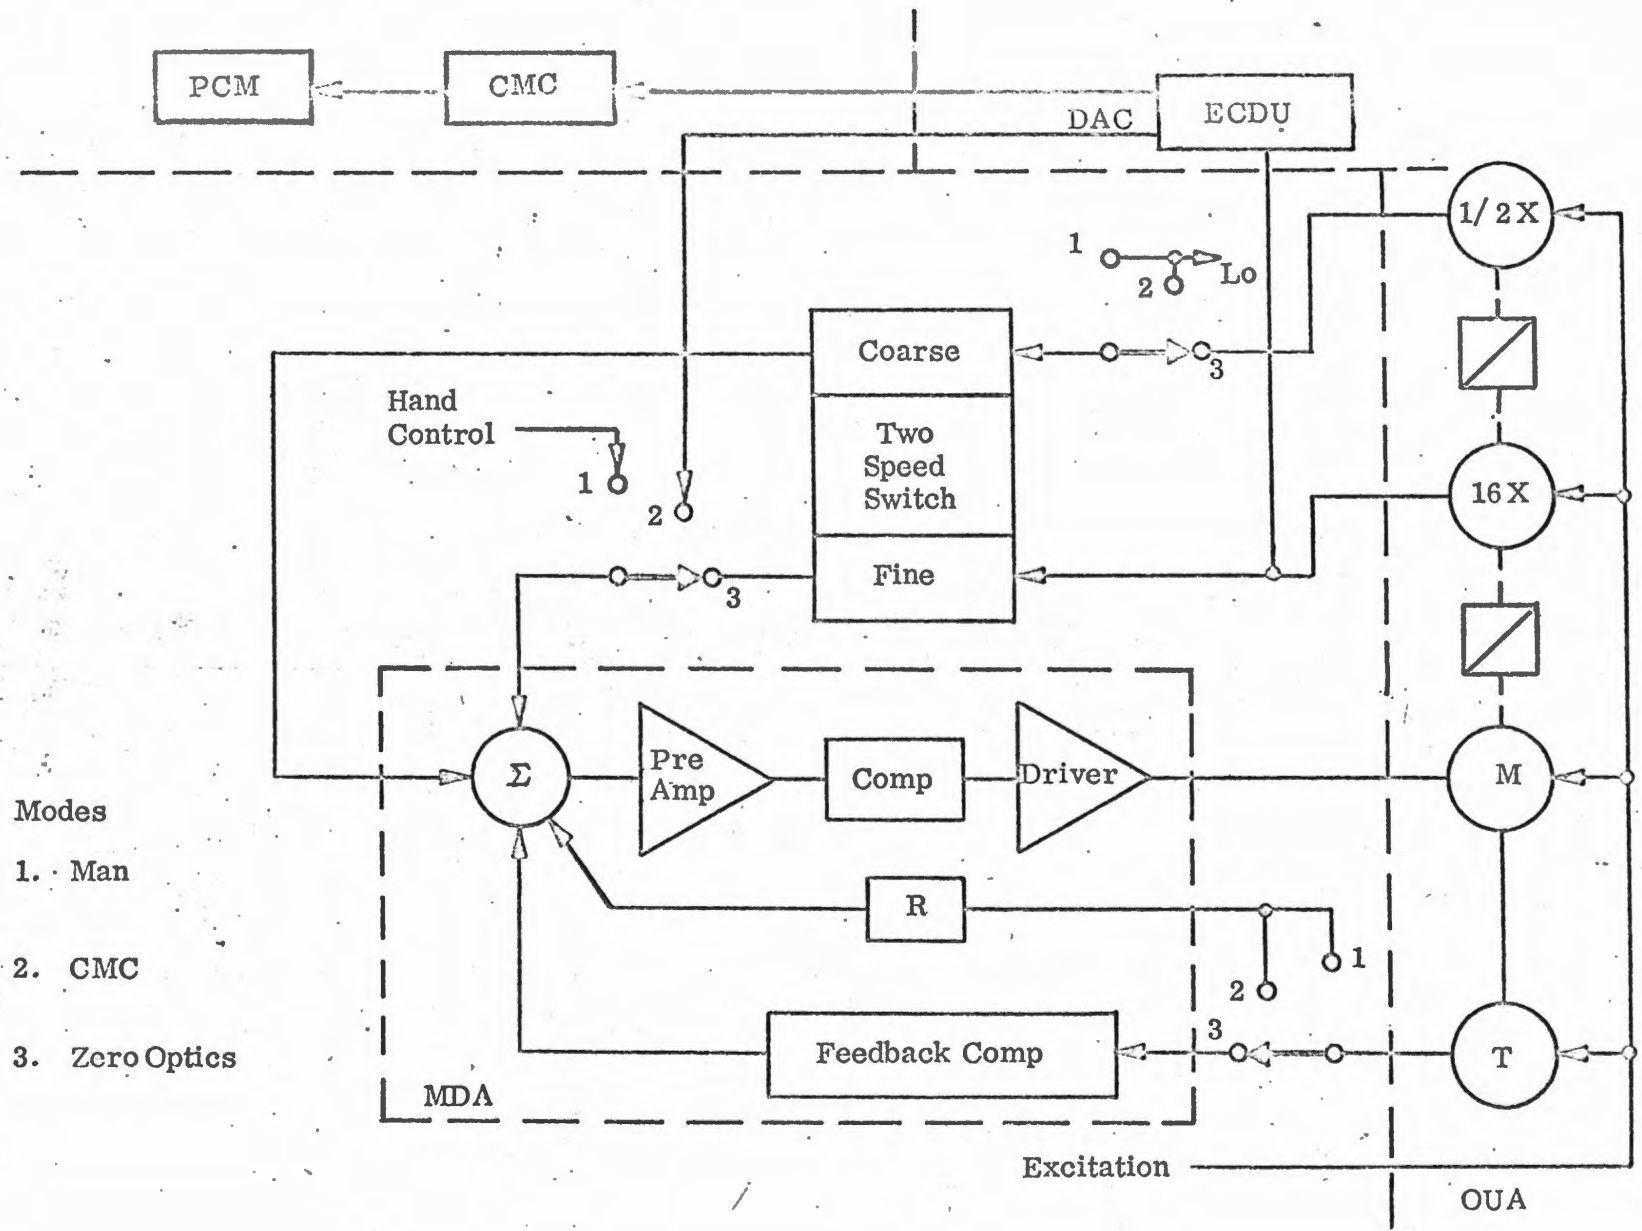 PCM
CMC
ECDU
DAC
1/2X
1
Lo
2
Coarse
3
Hand
Control
Two
Speed
Switch
16X
1
2
Fine
3
Σ
Pre
Amp
Comp
Driver
M
Modes
1. Man
R
1
2. CMC
2
3
3. Zero Optics
Feedback Comp
T
MDA
Excitation
OUA